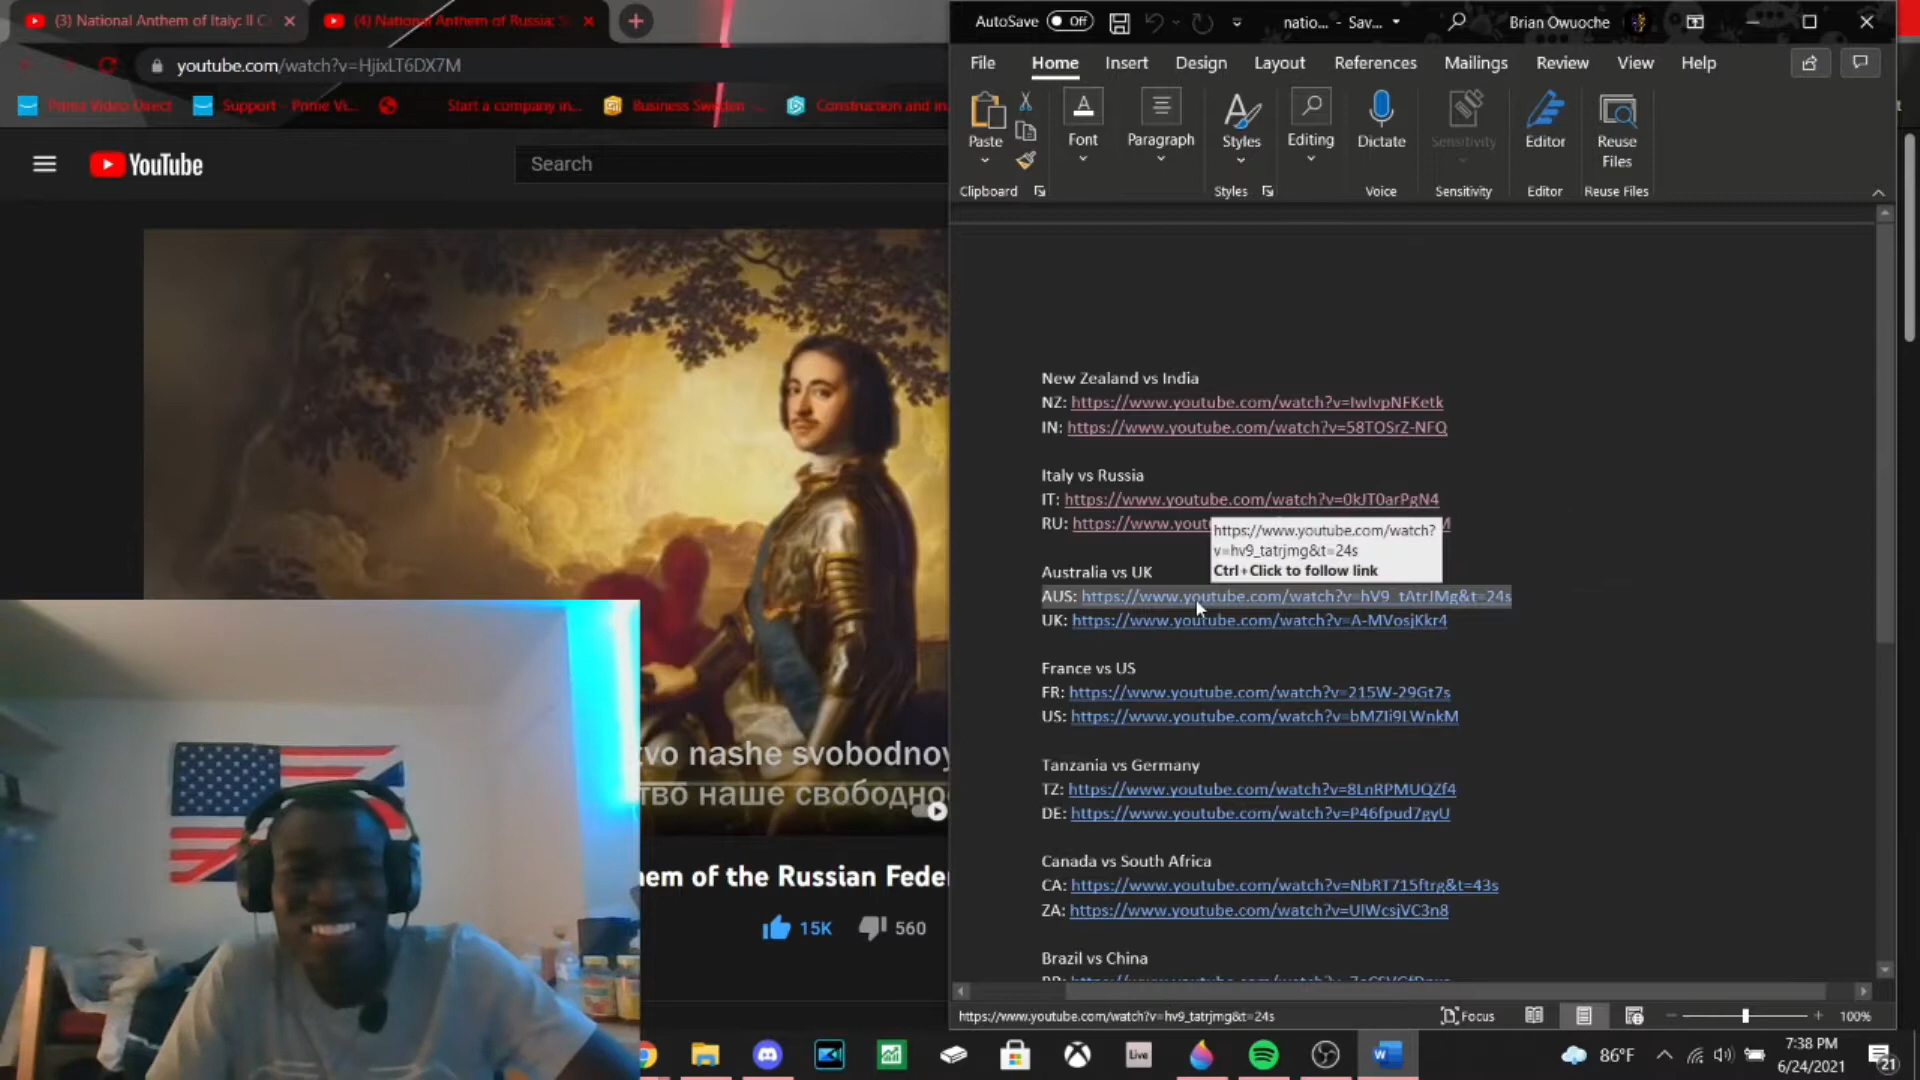 (3) National Anthem of Italy: Il C
(4) National Anthem of Russia:
youtube.com/watch?v=HjixLT6DX7M
Prime Video Direct
Support - Prime Vi...
Start a company in...
Business Sweden
Construction and in
YouTube
Search
tvo nashe svobodnoy
тво наше свободно
hem of the Russian Feder
15K
560
AutoSave
Off
natio... - Sav...
Brian Owuoche
File
Home
Insert
Design
Layout
References
Mailings
Review
View
Help
Paste
Font
Paragraph
Styles
Editing
Dictate
Sensitivity
Editor
Reuse
Files
Clipboard
Styles
Voice
Sensitivity
Editor
Reuse Files
New Zealand vs India
NZ: https://www.youtube.com/watch?v=IwIvpNFKetk
IN: https://www.youtube.com/watch?v=58TOSrZ-NFQ
Italy vs Russia
IT: https://www.youtube.com/watch?v=0kJT0arPgN4
RU: https://www.yout
https://www.youtube.com/watch?
v=hv9_tatrjmg&t=24s
Ctrl+Click to follow link
Australia vs UK
AUS: https://www.youtube.com/watch?v=hV9_tAtrJMg&t=24s
UK: https://www.youtube.com/watch?v=A-MVosjKkr4
France vs US
FR: https://www.youtube.com/watch?v=215W-29Gt7s
US: https://www.youtube.com/watch?v=bMZIi9LWnkM
Tanzania vs Germany
TZ: https://www.youtube.com/watch?v=8LnRPMUQZf4
DE: https://www.youtube.com/watch?v=P46fpud7gyU
Canada vs South Africa
CA: https://www.youtube.com/watch?v=NbRT715ftrg&t=43s
ZA: https://www.youtube.com/watch?v=UlWcsjVC3n8
Brazil vs China
https://www.youtube.com/watch?v=hv9_tatrjmg&t=24s
Focus
100%
Live
86°F
7:38 PM
6/24/2021
21